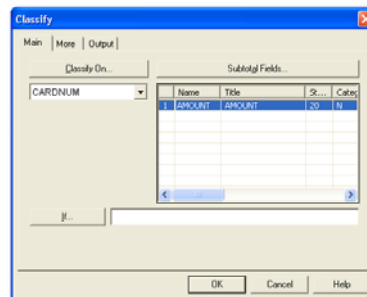 Classify
Main More Output
Classify On... Subtotal Fields...
CARDNUM
Name Title St... Categ
1 AMOUNT AMOUNT 20 N
If...
OK Cancel Help